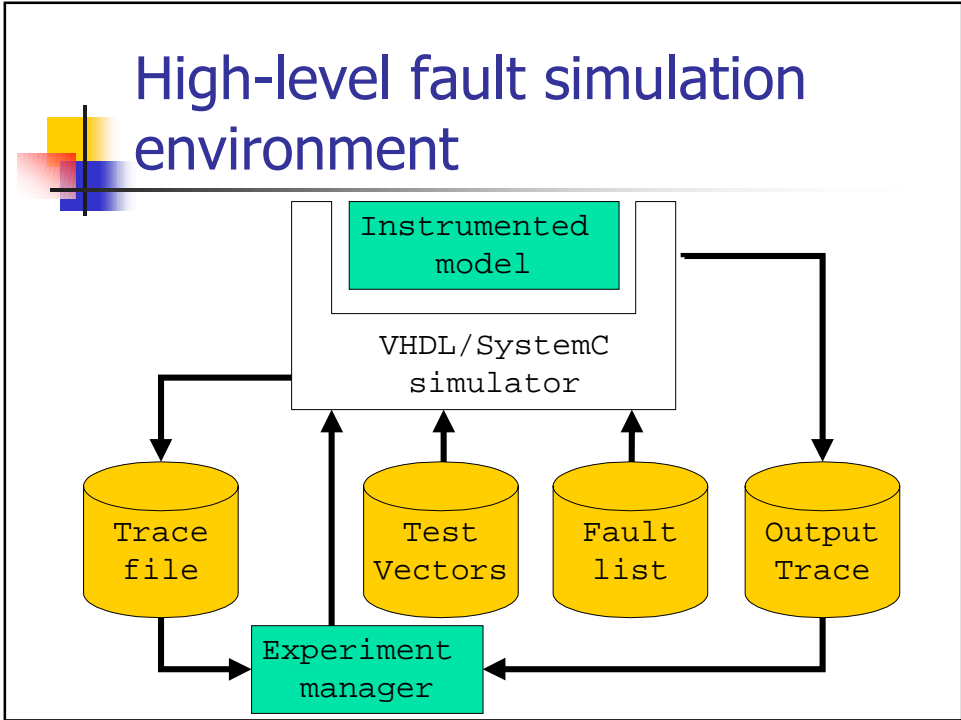 High-level fault simulation
environment
Instrumented
model
VHDL/SystemC
simulator
Trace
file
Test
Vectors
Fault
list
Output
Trace
Experiment
manager